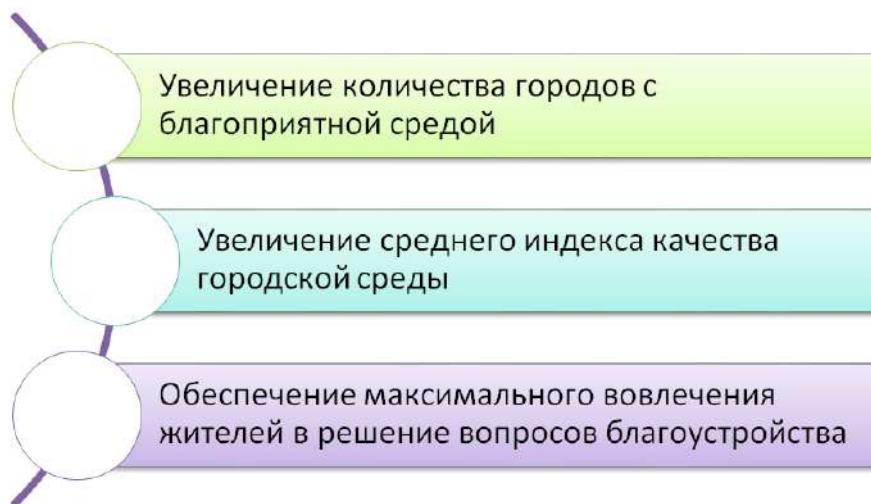 Увеличение количества городов с
благоприятной средой
Увеличение среднего индекса качества
городской среды
Обеспечение максимального вовлечения
жителей в решение вопросов благоустройства